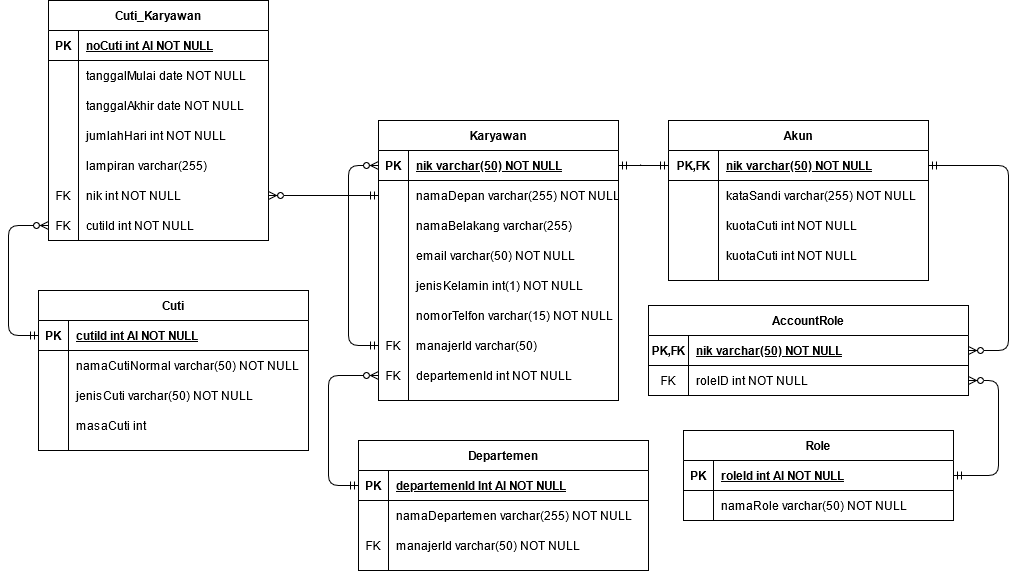 Cuti_Karyawan
PK noCuti int AI NOT NULL
tanggalMulai date NOT NULL
tanggalAkhir date NOT NULL
jumlahHari int NOT NULL
lampiran varchar(255)
FK nik int NOT NULL
FK cutiId int NOT NULL
Cuti
PK cutiId int AI NOT NULL
namaCutiNormal varchar(50) NOT NULL
jenisCuti varchar(50) NOT NULL
masaCuti int
Karyawan
PK nik varchar(50) NOT NULL
namaDepan varchar(255) NOT NULL
namaBelakang varchar(255)
email varchar(50) NOT NULL
jenisKelamin int(1) NOT NULL
nomorTelfon varchar(15) NOT NULL
FK manajerId varchar(50)
FK departemenId int NOT NULL
Departemen
PK departemenId Int AI NOT NULL
namaDepartemen varchar(255) NOT NULL
FK manajerId varchar(50) NOT NULL
Akun
PK,FK nik varchar(50) NOT NULL
kataSandi varchar(255) NOT NULL
kuotaCuti int NOT NULL
kuotaCuti int NOT NULL
AccountRole
PK,FK nik varchar(50) NOT NULL
FK roleID int NOT NULL
Role
PK roleId int AI NOT NULL
namaRole varchar(50) NOT NULL